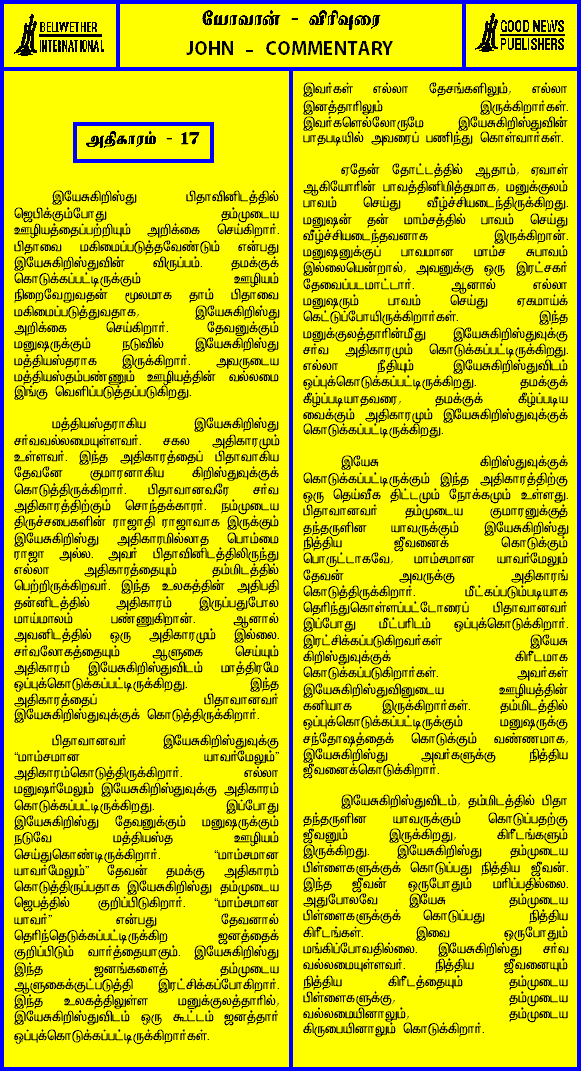 BELLWETHER
INTERNATIONAL
யோவான் - விரிவுரை
JOHN - COMMENTARY
GOOD NEWS
PUBLISHERS
அதிகாரம் - 17
இயேசுகிறிஸ்து பிதாவினிடத்தில்
ஜெபிக்கும்போது தம்முடைய
ஊழியத்தைப்பற்றியும் அறிக்கை செய்கிறார்.
பிதாவை மகிமைப்படுத்தவேண்டும் என்பது
இயேசுகிறிஸ்துவின் விருப்பம். தமக்குக்
கொடுக்கப்பட்டிருக்கும் ஊழியம்
நிறைவேறுவதன் மூலமாக தாம் பிதாவை
மகிமைப்படுத்துவதாக, இயேசுகிறிஸ்து
அறிக்கை செய்கிறார். தேவனுக்கும்
மனுஷருக்கும் நடுவில் இயேசுகிறிஸ்து
மத்தியஸ்தராக இருக்கிறார். அவருடைய
மத்தியஸ்தம்பண்ணும் ஊழியத்தின் வல்லமை
இங்கு வெளிப்படுத்தப்படுகிறது.
மத்தியஸ்தராகிய இயேசுகிறிஸ்து
சர்வவல்லமையுள்ளவர். சகல அதிகாரமும்
உள்ளவர். இந்த அதிகாரத்தைப் பிதாவாகிய
தேவனே குமாரனாகிய கிறிஸ்துவுக்குக்
கொடுத்திருக்கிறார். பிதாவானவரே சர்வ
அதிகாரத்திற்கும் சொந்தக்காரர். நம்முடைய
திருச்சபைகளின் ராஜாதி ராஜாவாக இருக்கும்
இயேசுகிறிஸ்து அதிகாரமில்லாத பொம்மை
ராஜா அல்ல. அவர் பிதாவினிடத்திலிருந்து
எல்லா அதிகாரத்தையும் தம்மிடத்தில்
பெற்றிருக்கிறவர். இந்த உலகத்தின் அதிபதி
தன்னிடத்தில் அதிகாரம் இருப்பதுபோல
மாய்மாலம் பண்ணுகிறான். ஆனால்
அவனிடத்தில் ஒரு அதிகாரமும் இல்லை.
சர்வலோகத்தையும் ஆளுகை செய்யும்
அதிகாரம் இயேசுகிறிஸ்துவிடம் மாத்திரமே
ஒப்புக்கொடுக்கப்பட்டிருக்கிறது. இந்த
அதிகாரத்தைப் பிதாவானவர்
இயேசுகிறிஸ்துவுக்குக் கொடுத்திருக்கிறார்.
பிதாவானவர் இயேசுகிறிஸ்துவுக்கு
“மாம்சமான யாவர்மேலும்”
அதிகாரம்கொடுத்திருக்கிறார். எல்லா
மனுஷர்மேலும் இயேசுகிறிஸ்துவுக்கு அதிகாரம்
கொடுக்கப்பட்டிருக்கிறது. இப்போது
இயேசுகிறிஸ்து தேவனுக்கும் மனுஷருக்கும்
நடுவே மத்தியஸ்த ஊழியம்
செய்துகொண்டிருக்கிறார். “மாம்சமான
யாவர்மேலும்” தேவன் தமக்கு அதிகாரம்
கொடுத்திருப்பதாக இயேசுகிறிஸ்து தம்முடைய
ஜெபத்தில் குறிப்பிடுகிறார். “மாம்சமான
யாவர்” என்பது தேவனால்
தெரிந்தெடுக்கப்பட்டிருக்கிற ஜனத்தைக்
குறிப்பிடும் வார்த்தையாகும். இயேசுகிறிஸ்து
இந்த ஜனங்களைத் தம்முடைய
ஆளுகைக்குட்படுத்தி இரட்சிக்கப்போகிறார்.
இந்த உலகத்திலுள்ள மனுக்குலத்தாரில்,
இயேசுகிறிஸ்துவிடம் ஒரு கூட்டம் ஜனத்தார்
ஒப்புக்கொடுக்கப்பட்டிருக்கிறார்கள்.
இவர்கள் எல்லா தேசங்களிலும், எல்லா
இனத்தாரிலும் இருக்கிறார்கள்.
இவர்களெல்லோருமே இயேசுகிறிஸ்துவின்
பாதபடியில் அவரைப் பணிந்து கொள்வார்கள்.
ஏதேன் தோட்டத்தில் ஆதாம், ஏவாள்
ஆகியோரின் பாவத்தினிமித்தமாக, மனுக்குலம்
பாவம் செய்து வீழ்ச்சியடைந்திருக்கிறது.
மனுஷன் தன் மாம்சத்தில் பாவம் செய்து
வீழ்ச்சியடைந்தவனாக இருக்கிறான்.
மனுஷனுக்குப் பாவமான மாம்ச சுபாவம்
இல்லையென்றால், அவனுக்கு ஒரு இரட்சகர்
தேவைப்படமாட்டார். ஆனால் எல்லா
மனுஷரும் பாவம் செய்து ஏகமாய்க்
கெட்டுப்போயிருக்கிறார்கள். இந்த
மனுக்குலத்தாரின்மீது இயேசுகிறிஸ்துவுக்கு
சர்வ அதிகாரமும் கொடுக்கப்பட்டிருக்கிறது.
எல்லா நீதியும் இயேசுகிறிஸ்துவிடம்
ஒப்புக்கொடுக்கப்பட்டிருக்கிறது. தமக்குக்
கீழ்ப்படியாதவரை, தமக்குக் கீழ்ப்படிய
வைக்கும் அதிகாரமும் இயேசுகிறிஸ்துவுக்குக்
கொடுக்கப்பட்டிருக்கிறது.
இயேசு கிறிஸ்துவுக்குக்
கொடுக்கப்பட்டிருக்கும் இந்த அதிகாரத்திற்கு
ஒரு தெய்வீக திட்டமும் நோக்கமும் உள்ளது.
பிதாவானவர் தம்முடைய குமாரனுக்குத்
தந்தருளின யாவருக்கும் இயேசுகிறிஸ்து
நித்திய ஜீவனைக் கொடுக்கும்
பொருட்டாகவே, மாம்சமான யாவர்மேலும்
தேவன் அவருக்கு அதிகாரங்
கொடுத்திருக்கிறார். மீட்கப்படும்படியாக
தெரிந்துகொள்ளப்பட்டோரைப் பிதாவானவர்
இப்போது மீட்பரிடம் ஒப்புக்கொடுக்கிறார்.
இரட்சிக்கப்படுகிறவர்கள் இயேசு
கிறிஸ்துவுக்குக் கிரீடமாக
கொடுக்கப்படுகிறார்கள். அவர்கள்
இயேசுகிறிஸ்துவினுடைய ஊழியத்தின்
கனியாக இருக்கிறார்கள். தம்மிடத்தில்
ஒப்புக்கொடுக்கப்பட்டிருக்கும் மனுஷருக்கு
சந்தோஷத்தைக் கொடுக்கும் வண்ணமாக,
இயேசுகிறிஸ்து அவர்களுக்கு நித்திய
ஜீவனைக்கொடுக்கிறார்.
இயேசுகிறிஸ்துவிடம், தம்மிடத்தில் பிதா
தந்தருளின யாவருக்கும் கொடுப்பதற்கு
ஜீவனும் இருக்கிறது, கிரீடங்களும்
இருக்கிறது. இயேசுகிறிஸ்து தம்முடைய
பிள்ளைகளுக்குக் கொடுப்பது நித்திய ஜீவன்.
இந்த ஜீவன் ஒருபோதும் மரிப்பதில்லை.
அதுபோலவே இயேசு தம்முடைய
பிள்ளைகளுக்குக் கொடுப்பது நித்திய
கிரீடங்கள். இவை ஒருபோதும்
மங்கிப்போவதில்லை. இயேசுகிறிஸ்து சர்வ
வல்லமையுள்ளவர். நித்திய ஜீவனையும்
நித்திய கிரீடத்தையும் தம்முடைய
பிள்ளைகளுக்கு, தம்முடைய
வல்லமையினாலும், தம்முடைய
கிருபையினாலும் கொடுக்கிறார்.